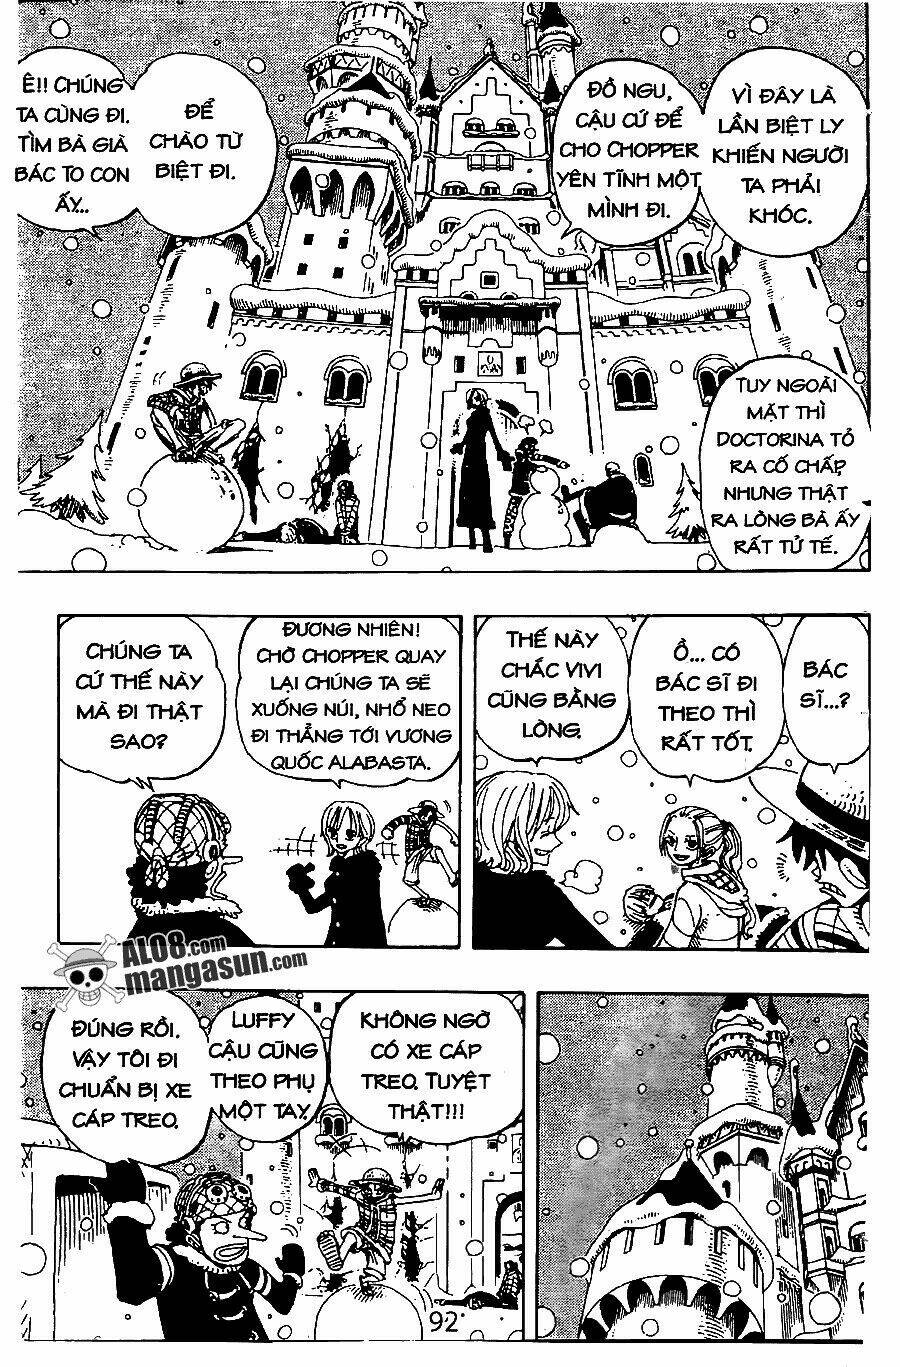 VÌ ĐÂY LÀ
LẦN BIỆT LY
KHIẾN NGƯỜI
TA PHẢI
KHÓC.
ĐỒ NGU,
CẬU CỨ ĐỂ
CHO CHOPPER
YÊN TĨNH MỘT
MÌNH ĐI.
ĐỂ
CHÀO TỪ
BIỆT ĐI.
Ê!! CHÚNG
TA CÙNG ĐI.
TÌM BÀ GIÀ
BÁC TO CON
ẤY...
TUY NGOÀI
MẶT THÌ
DOCTORINA TỎ
RA CỐ CHẤP,
NHƯNG THẬT
RA LÒNG BÀ ẤY
RẤT TỬ TẾ.
BÁC
SĨ...?
Ồ... CÓ
BÁC SĨ ĐI
THEO THÌ
RẤT TỐT.
THẾ NÀY
CHẮC VIVI
CŨNG BẰNG
LÒNG.
ĐƯƠNG NHIÊN!
CHỜ CHOPPER QUAY
LẠI CHÚNG TA SẼ
XUỐNG NÚI, NHỔ NEO
ĐI THẲNG TỚI VƯƠNG
QUỐC ALABASTA.
CHÚNG TA
CỨ THẾ NÀY
MÀ ĐI THẬT
SAO?
AL08.com
mangasun.com
KHÔNG NGỜ
CÓ XE CÁP
TREO. TUYỆT
THẬT!!!
LUFFY
CẬU CŨNG
THEO PHỤ
MỘT TAY.
ĐÚNG RỒI.
VẬY TÔI ĐI
CHUẨN BỊ XE
CÁP TREO.
92